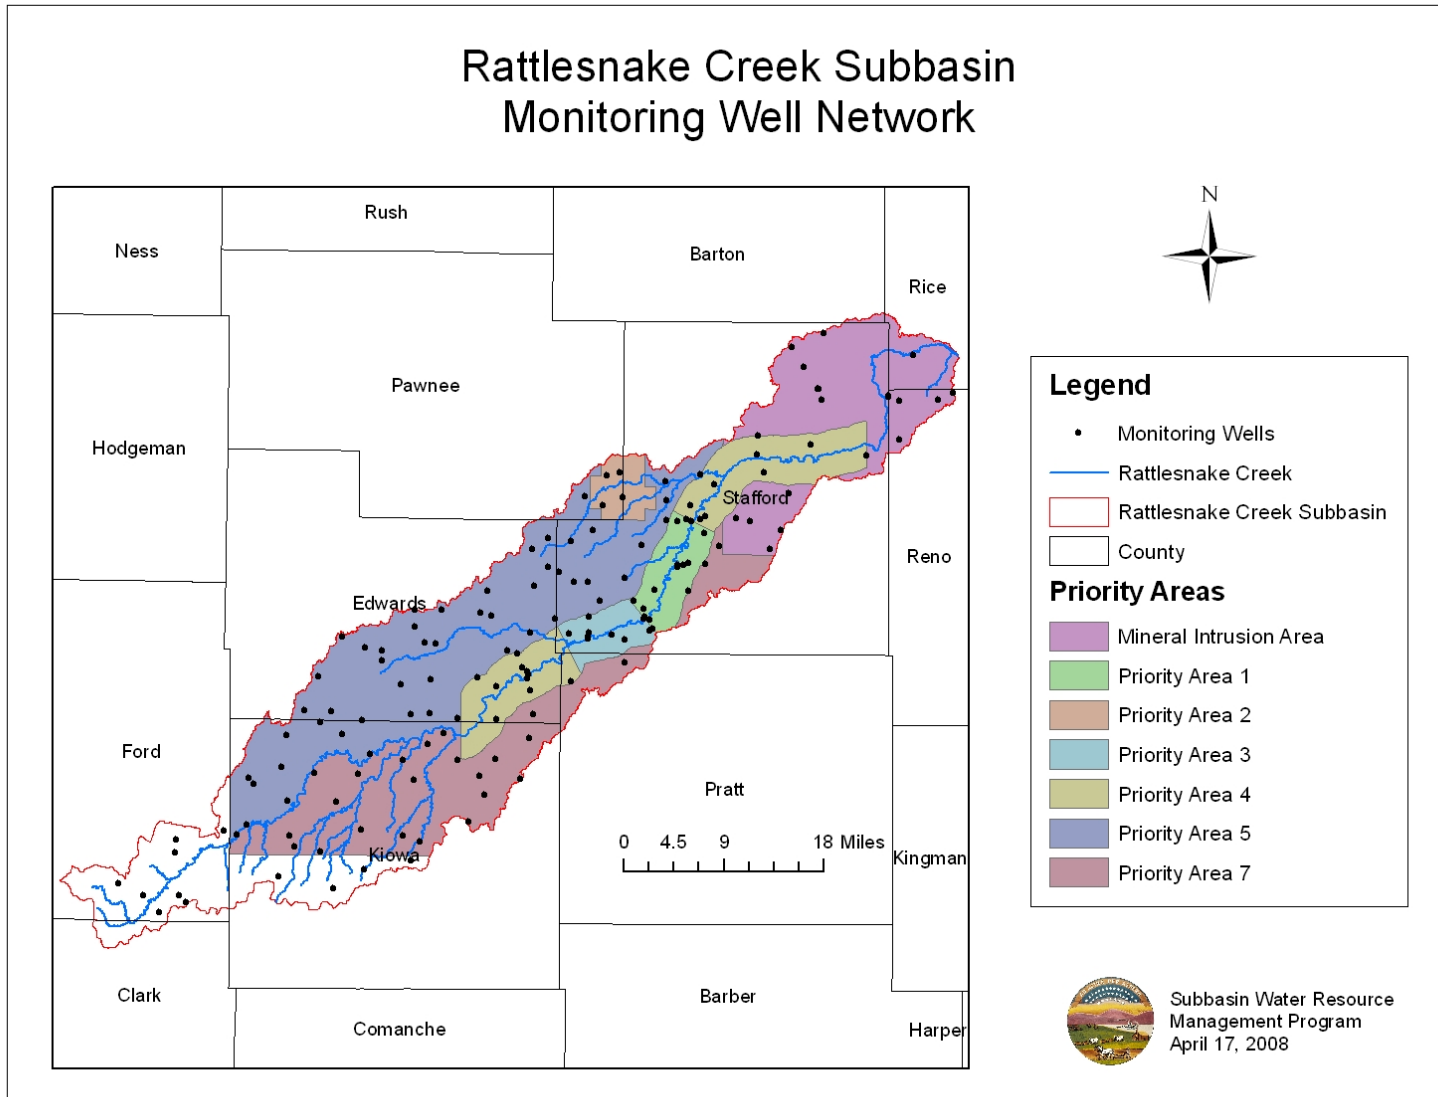 Rattlesnake Creek Subbasin
Monitoring Well Network
N
Ness
Rush
Barton
Rice
Pawnee
Hodgeman
Stafford
Reno
Edwards
Ford
Pratt
Kiowa
Kingman
0 4.5 9 18 Miles
Clark
Comanche
Barber
Harper
Legend
Monitoring Wells
Rattlesnake Creek
Rattlesnake Creek Subbasin
County
Priority Areas
Mineral Intrusion Area
Priority Area 1
Priority Area 2
Priority Area 3
Priority Area 4
Priority Area 5
Priority Area 7
Subbasin Water Resource
Management Program
April 17, 2008